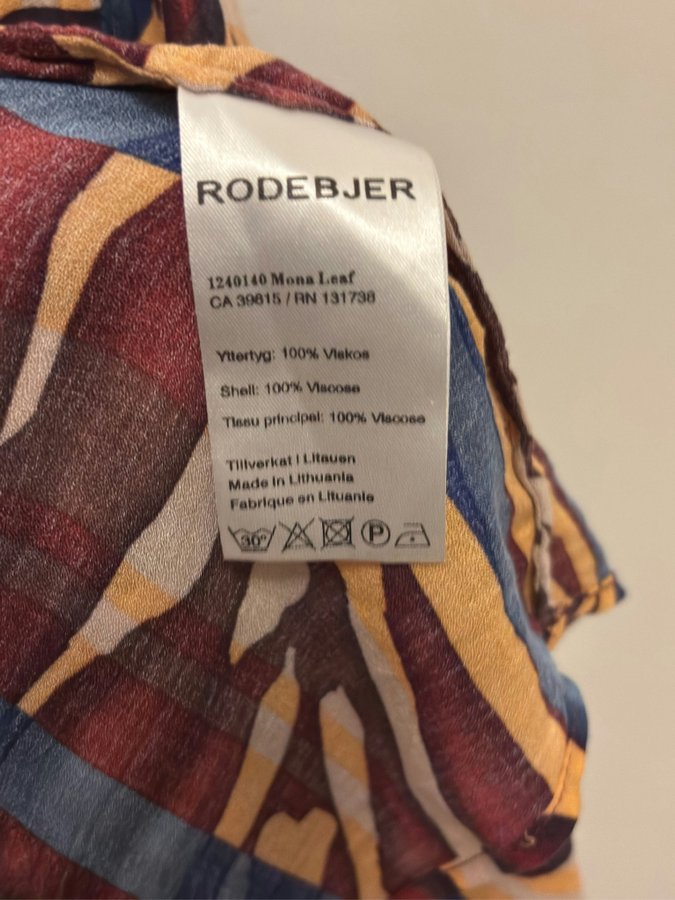 RODEBJER
1240140 Mona Leaf
CA 39815 / RN 131738
Yttertyg: 100% Viskos
Shell: 100% Viscose
Tissu principal: 100% Viscose
Tillverkat i Litauen
Made in Lithuania
Fabrique en Lituanie
30° P